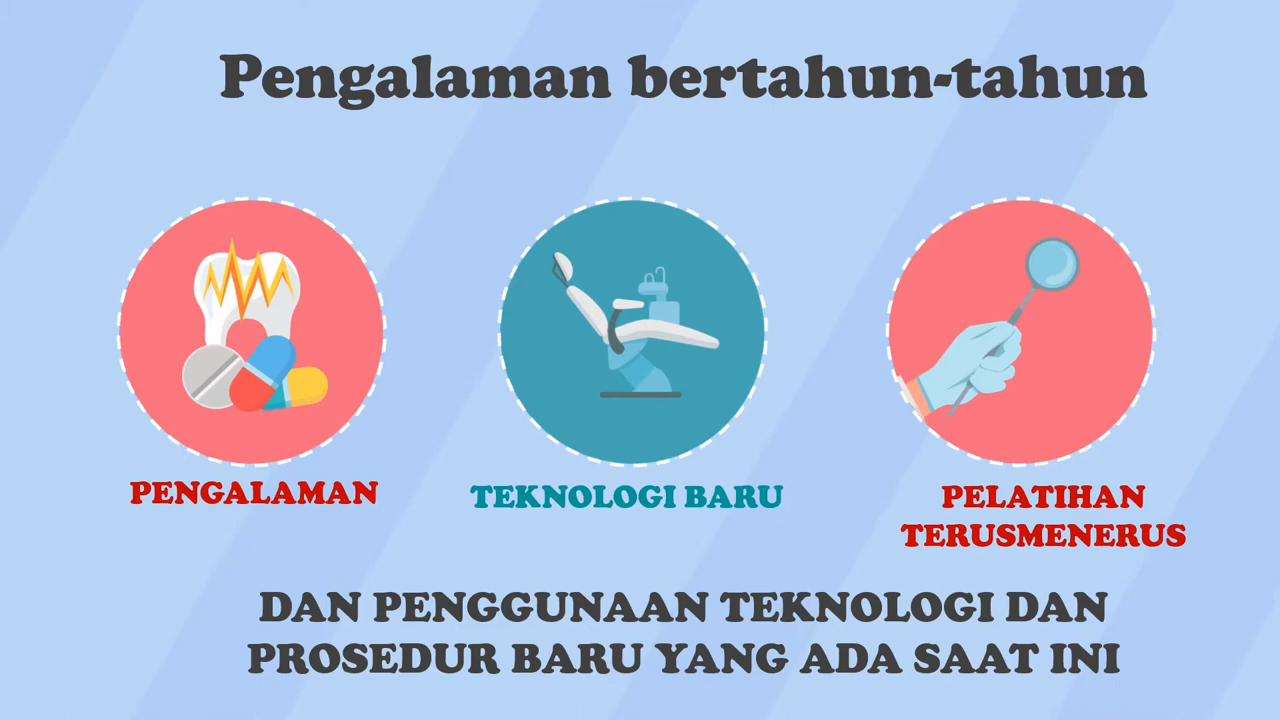 Pengalaman bertahun-tahun
PENGALAMAN
TEKNOLOGI BARU
PELATIHAN
TERUSMENERUS
DAN PENGGUNAAN TEKNOLOGI DAN
PROSEDUR BARU YANG ADA SAAT INI